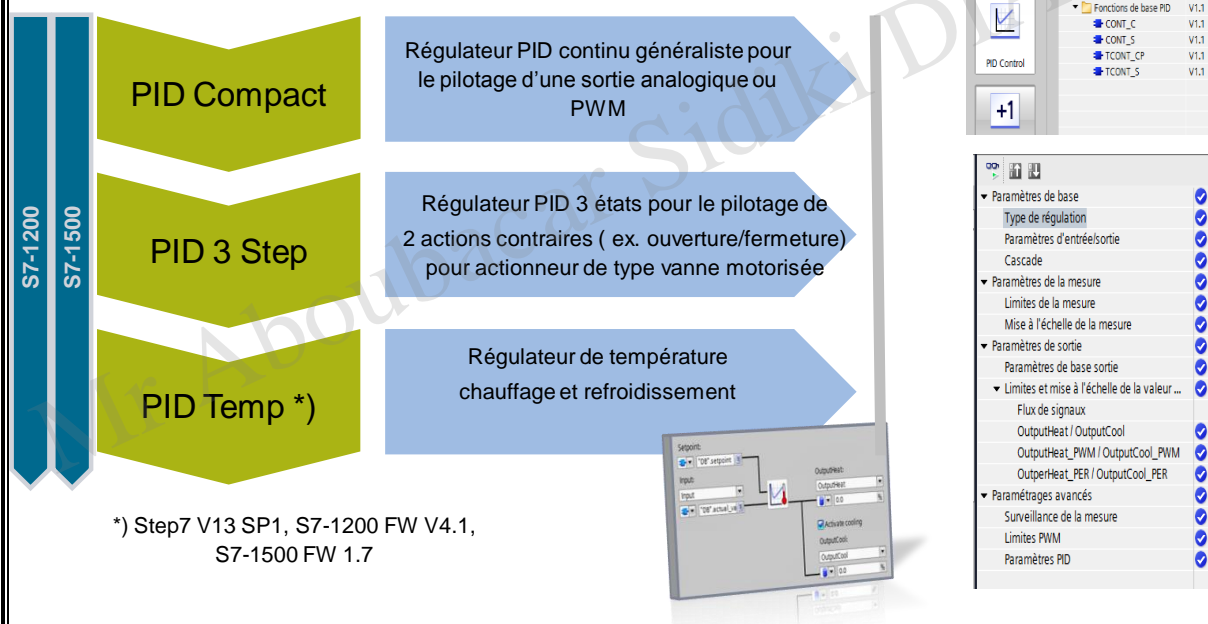 S7-1200
S7-1500
PID Compact
Régulateur PID continu généraliste pour
le pilotage d'une sortie analogique ou
PWM
PID 3 Step
Régulateur PID 3 états pour le pilotage de
2 actions contraires ( ex. ouverture/fermeture)
pour actionneur de type vanne motorisée
PID Temp *)
Régulateur de température
chauffage et refroidissement
*) Step7 V13 SP1, S7-1200 FW V4.1,
S7-1500 FW 1.7
Setpoint:
"DB".setpoint
Input:
Input
"DB".actual_va
OutputHeat:
OutputHeat
0.0 %
Activate cooling
OutputCool:
OutputCool
0.0 %
PID Control
+1
Fonctions de base PID V1.1
CONT_C V1.1
CONT_S V1.1
TCONT_CP V1.1
TCONT_S V1.1
Paramètres de base
Type de régulation
Paramètres d'entrée/sortie
Cascade
Paramètres de la mesure
Limites de la mesure
Mise à l'échelle de la mesure
Paramètres de sortie
Paramètres de base sortie
Limites et mise à l'échelle de la valeur ...
Flux de signaux
OutputHeat / OutputCool
OutputHeat_PWM / OutputCool_PWM
OutperHeat_PER / OutputCool_PER
Paramétrages avancés
Surveillance de la mesure
Limites PWM
Paramètres PID
Mr Aboubacar Sidiki